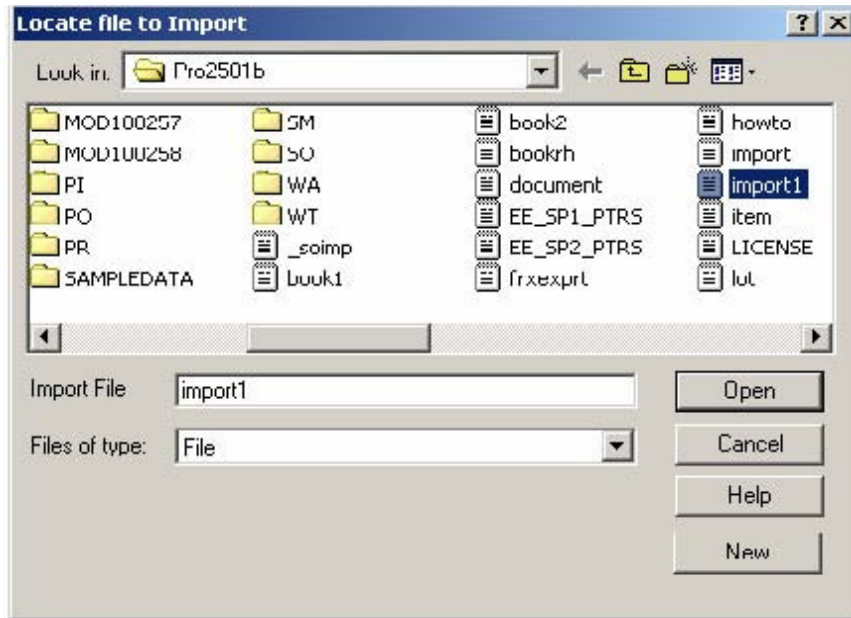 Locate file to Import
Look in: Pro2501b
MOD100257 SM book2 howto
MOD100258 SO bookrh import
PI WA document import1
PO WT EE_SP1_PTRS item
PR _soimp EE_SP2_PTRS LICENSE
SAMPLEDATA book1 frxexprt lot
Import File import1 Open
Files of type: File Cancel
Help
New